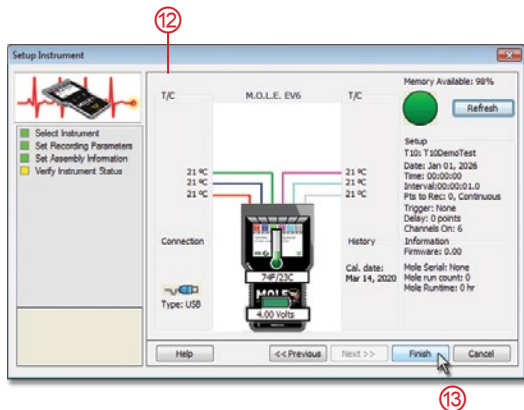 12
Setup Instrument
Select Instrument
Set Recording Parameters
Set Assembly Information
Verify Instrument Status
T/C
M.O.L.E. EV6
T/C
21 ºC
21 ºC
21 ºC
21 ºC
21 ºC
21 ºC
Connection
Type: USB
74F/23C
MOLE
4.00 Volts
History
Cal. date:
Mar 14, 2020
Memory Available: 98%
Refresh
Setup
T10: T10DemoTest
Date: Jan 01, 2026
Time: 00:00:00
Interval:00:00:01.0
Pts to Rec: 0, Continuous
Trigger: None
Delay: 0 points
Channels On: 6
Information
Firmware: 0.00
Mole Serial: None
Mole run count: 0
Mole Runtime: 0 hr
Help
<< Previous
Next >>
Finish
Cancel
13